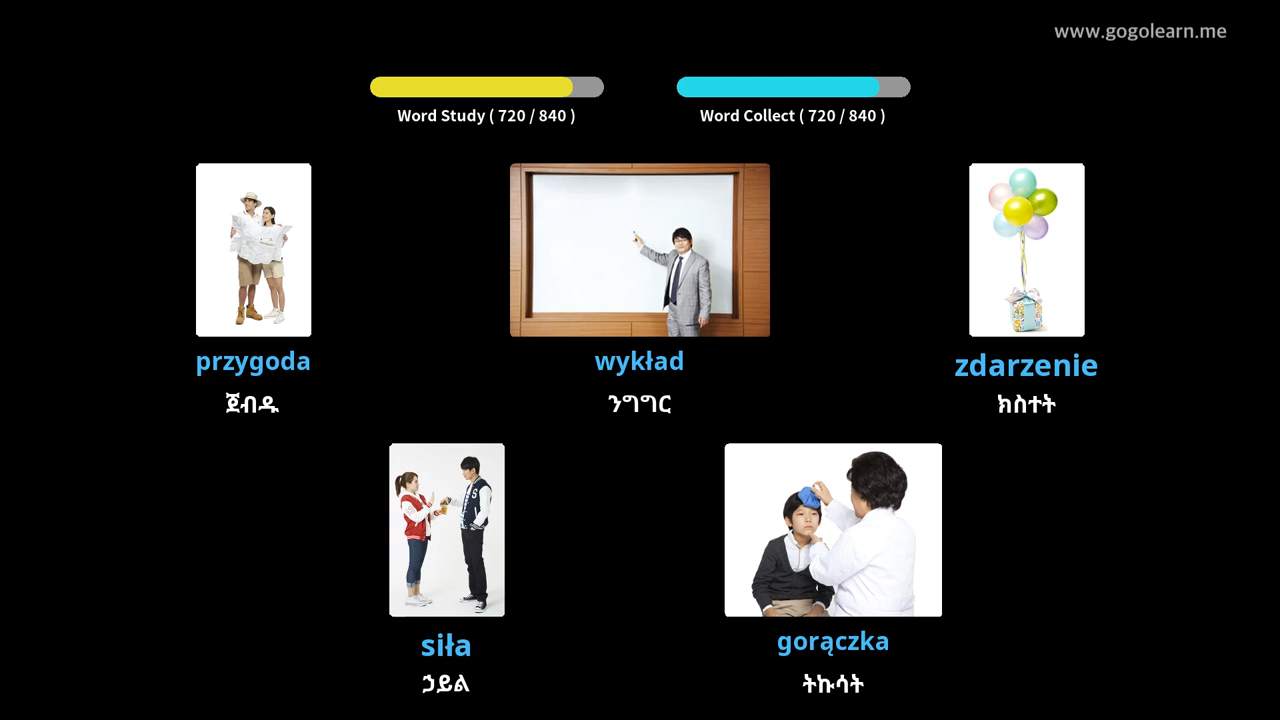 www.gogolearn.me
Word Study ( 720 / 840 )
Word Collect ( 720 / 840 )
przygoda
ጀብዱ
wykład
ንግግር
zdarzenie
ክስተት
siła
ኃይል
gorączka
ትኩሳት